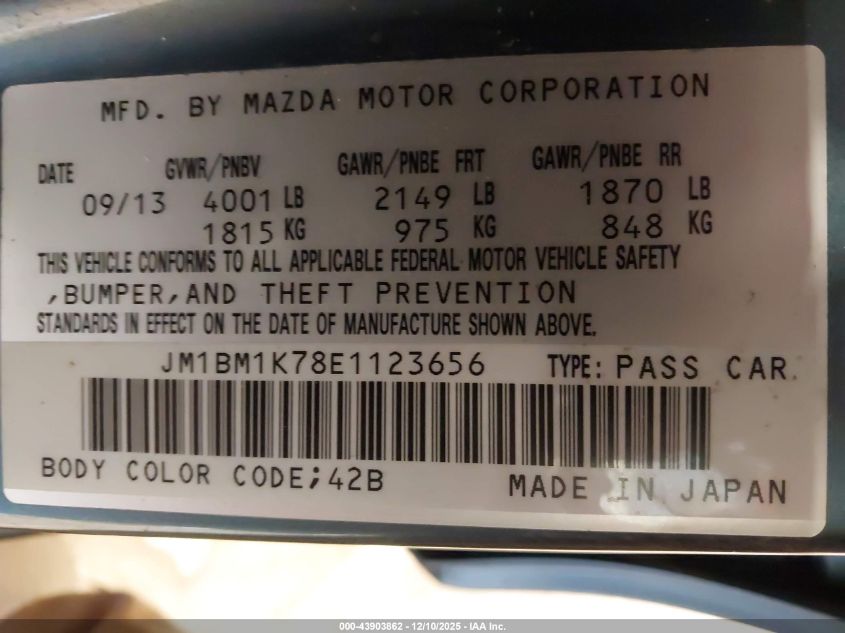 MFD. BY MAZDA MOTOR CORPORATION
DATE GVWR/PNBV GAWR/PNBE FRT GAWR/PNBE RR
09/13 4001 LB 2149 LB 1870 LB
1815 KG 975 KG 848 KG
THIS VEHICLE CONFORMS TO ALL APPLICABLE FEDERAL MOTOR VEHICLE SAFETY
,BUMPER,AND THEFT PREVENTION
STANDARDS IN EFFECT ON THE DATE OF MANUFACTURE SHOWN ABOVE.
JM1BM1K78E1123656 TYPE: PASS CAR
BODY COLOR CODE;42B MADE IN JAPAN
000-43903862 - 12/10/2025 - IAA Inc.